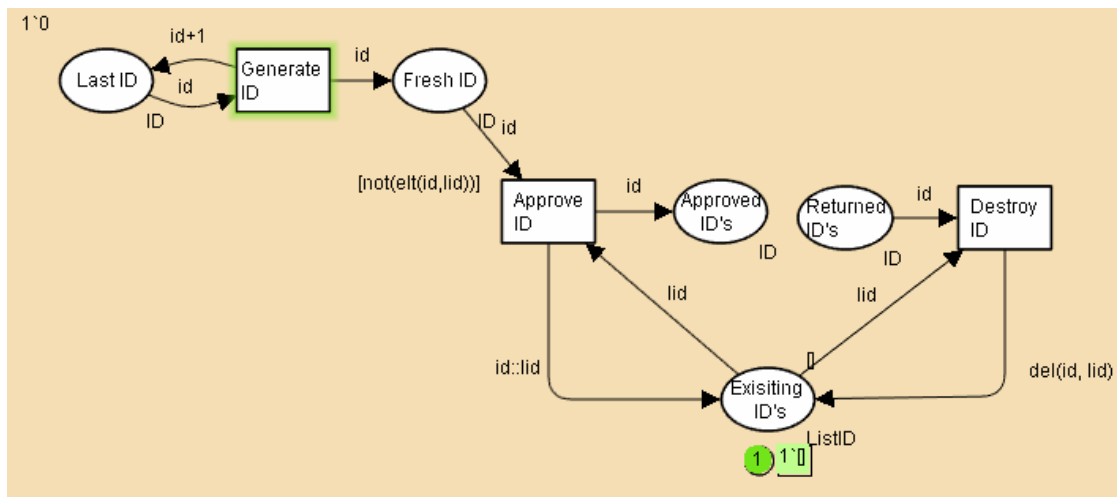 1`0
id+1
Last ID
id
ID
Generate
ID
id
Fresh ID
ID
id
[not(elt(id,lid))]
Approve
ID
id
Approved
ID's
ID
Returned
ID's
ID
id
Destroy
ID
lid
lid
id::lid
[]
Exisiting
ID's
del(id, lid)
ListID
1
1`[]